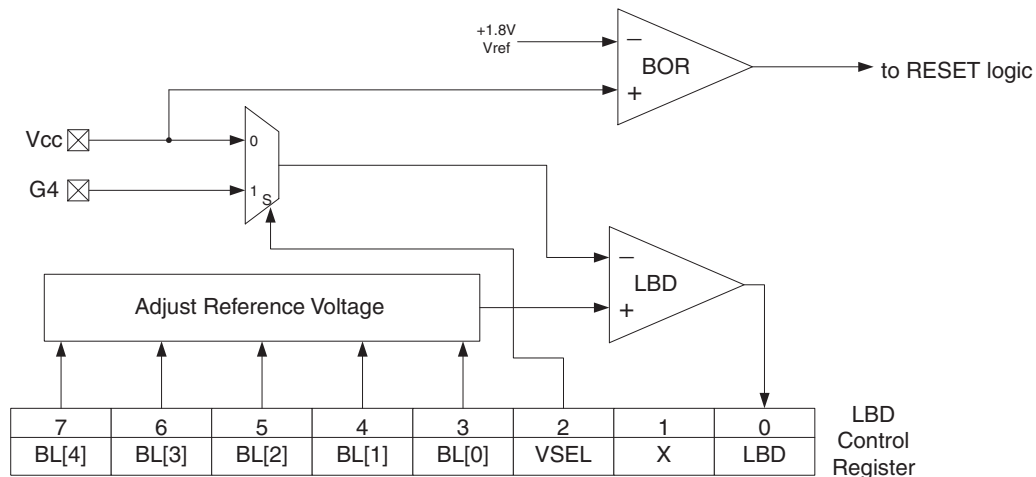 +1.8V
Vref
−
BOR
+
to RESET logic
Vcc
0
G4
1
S
−
LBD
+
Adjust Reference Voltage
7 6 5 4 3 2 1 0
BL[4] BL[3] BL[2] BL[1] BL[0] VSEL X LBD
LBD
Control
Register